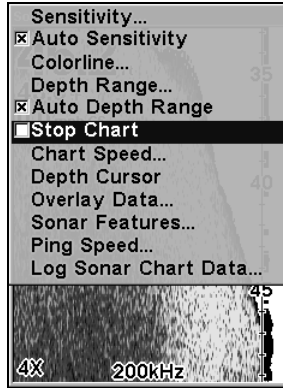 Sensitivity...
Auto Sensitivity
Colorline...
35
Depth Range...
Auto Depth Range
Stop Chart
Chart Speed...
Depth Cursor
40
Overlay Data...
Sonar Features...
Ping Speed...
Log Sonar Chart Data...
45
4X
200kHz